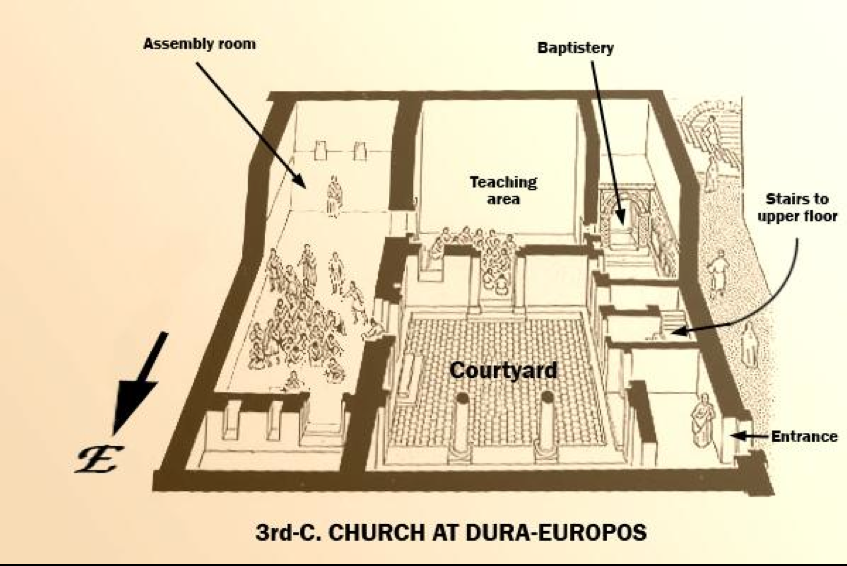 Assembly room
Baptistery
Teaching
area
Stairs to
upper floor
Courtyard
Entrance
E
3rd-C. CHURCH AT DURA-EUROPOS